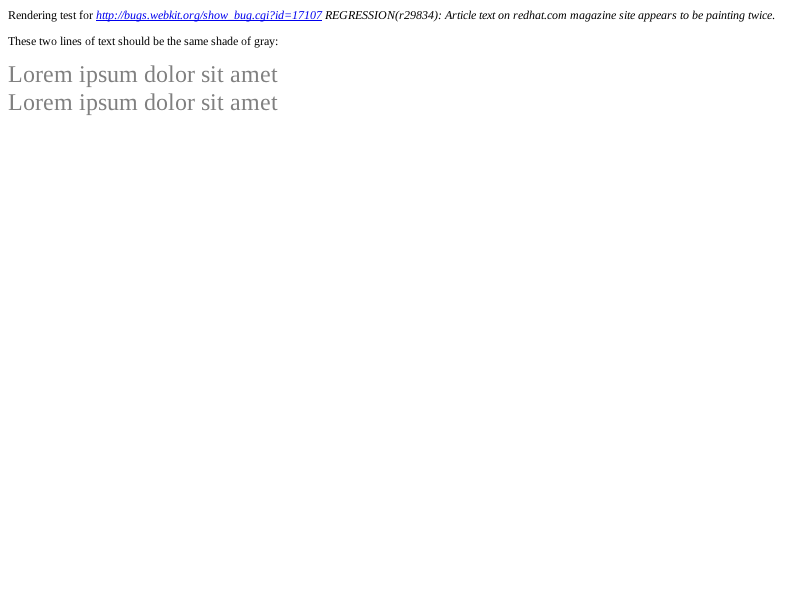 Rendering test for http://bugs.webkit.org/show_bug.cgi?id=17107 REGRESSION(r29834): Article text on redhat.com magazine site appears to be painting twice.
These two lines of text should be the same shade of gray:
Lorem ipsum dolor sit amet
Lorem ipsum dolor sit amet